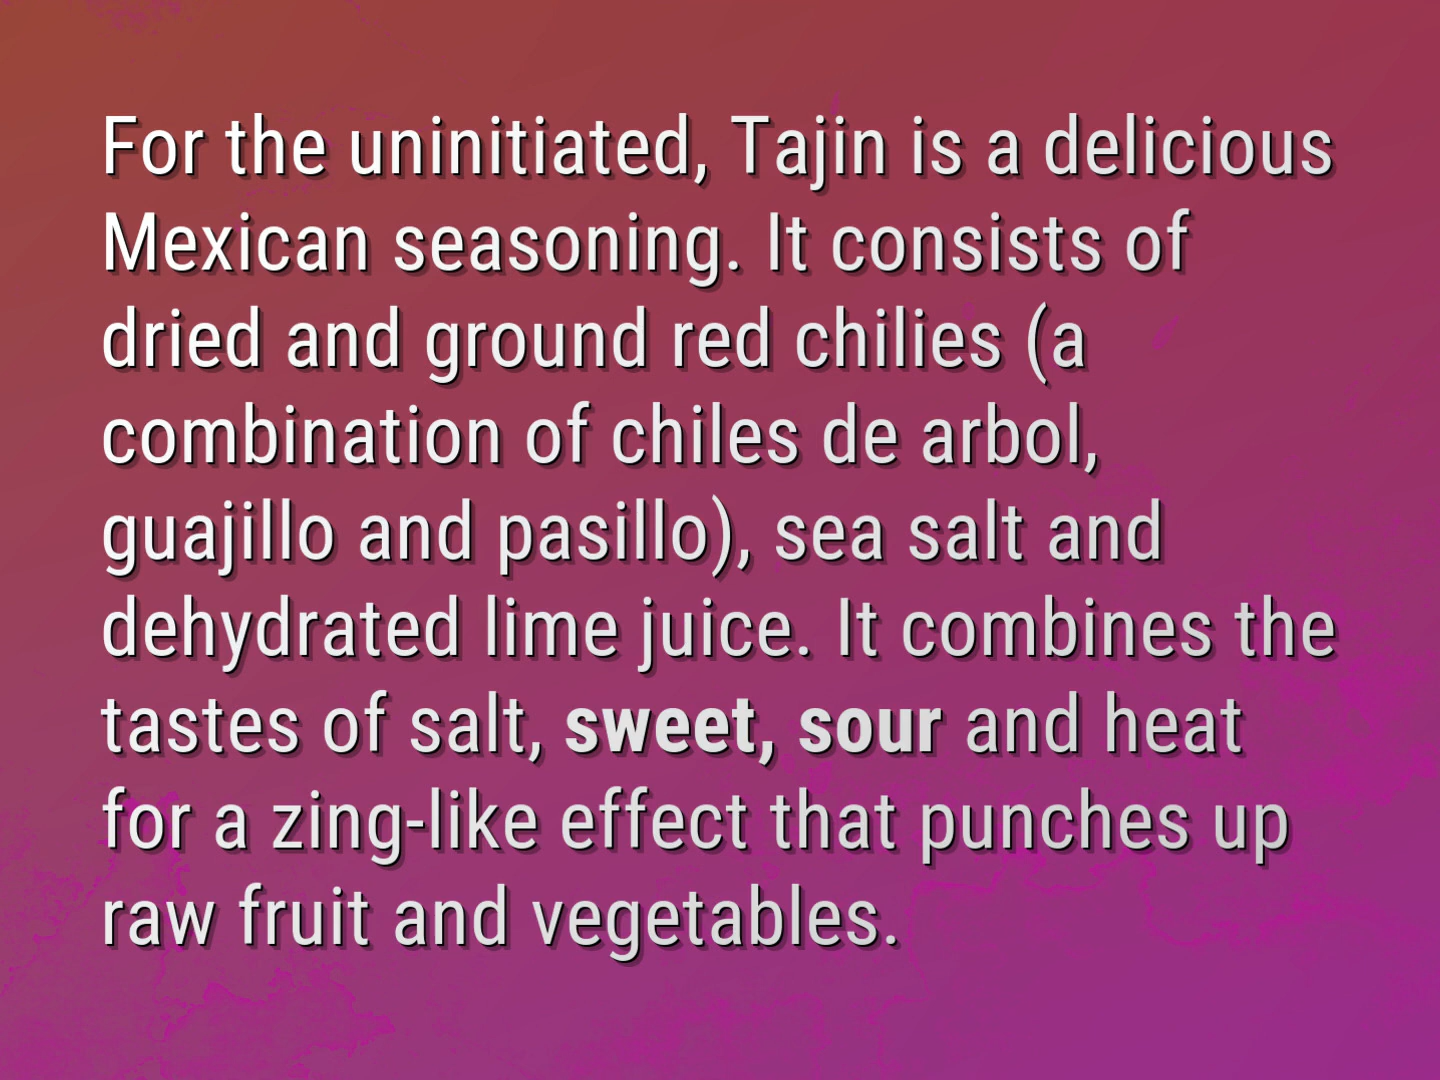 For the uninitiated, Tajin is a delicious
Mexican seasoning. It consists of
dried and ground red chilies (a
combination of chiles de arbol,
guajillo and pasillo), sea salt and
dehydrated lime juice. It combines the
tastes of salt, sweet, sour and heat
for a zing-like effect that punches up
raw fruit and vegetables.